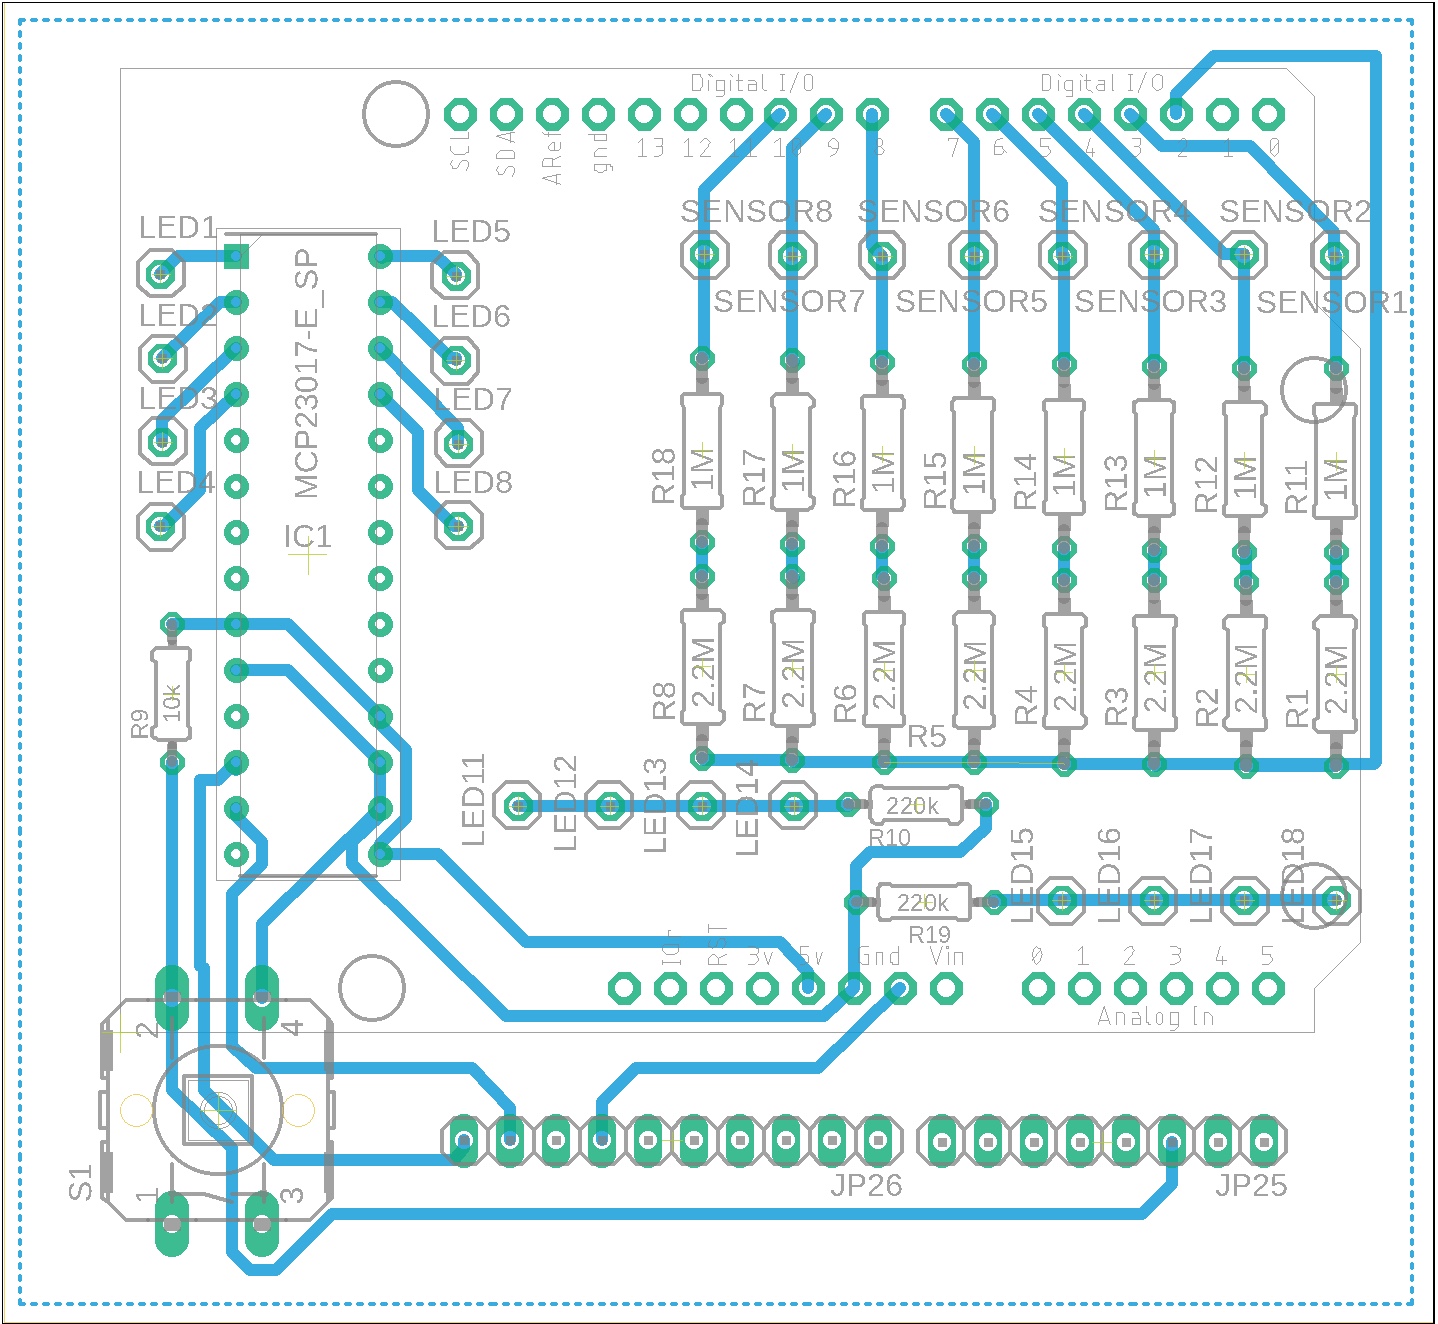 Digital I/O
Digital I/O
SCL
SDA
ARef
gnd
13
12
11
10
9
8
7
6
5
4
3
2
1
0
SENSOR8
SENSOR6
SENSOR4
SENSOR2
SENSOR7
SENSOR5
SENSOR3
SENSOR1
LED1
LED5
LED2
LED6
LED3
LED7
LED4
LED8
MCP23017-E_SP
IC1
R18
1M
R17
1M
R16
1M
R15
1M
R14
1M
R13
1M
R12
1M
R11
1M
R8
2.2M
R7
2.2M
R6
2.2M
R5
2.2M
R4
2.2M
R3
2.2M
R2
2.2M
R1
2.2M
R9
10k
LED11
LED12
LED13
LED14
220k
R10
LED15
LED16
LED17
LED18
220k
R19
IOr
RST
3v
5v
Gnd
Vin
0
1
2
3
4
5
Analog In
2
4
S1
1
3
JP26
JP25